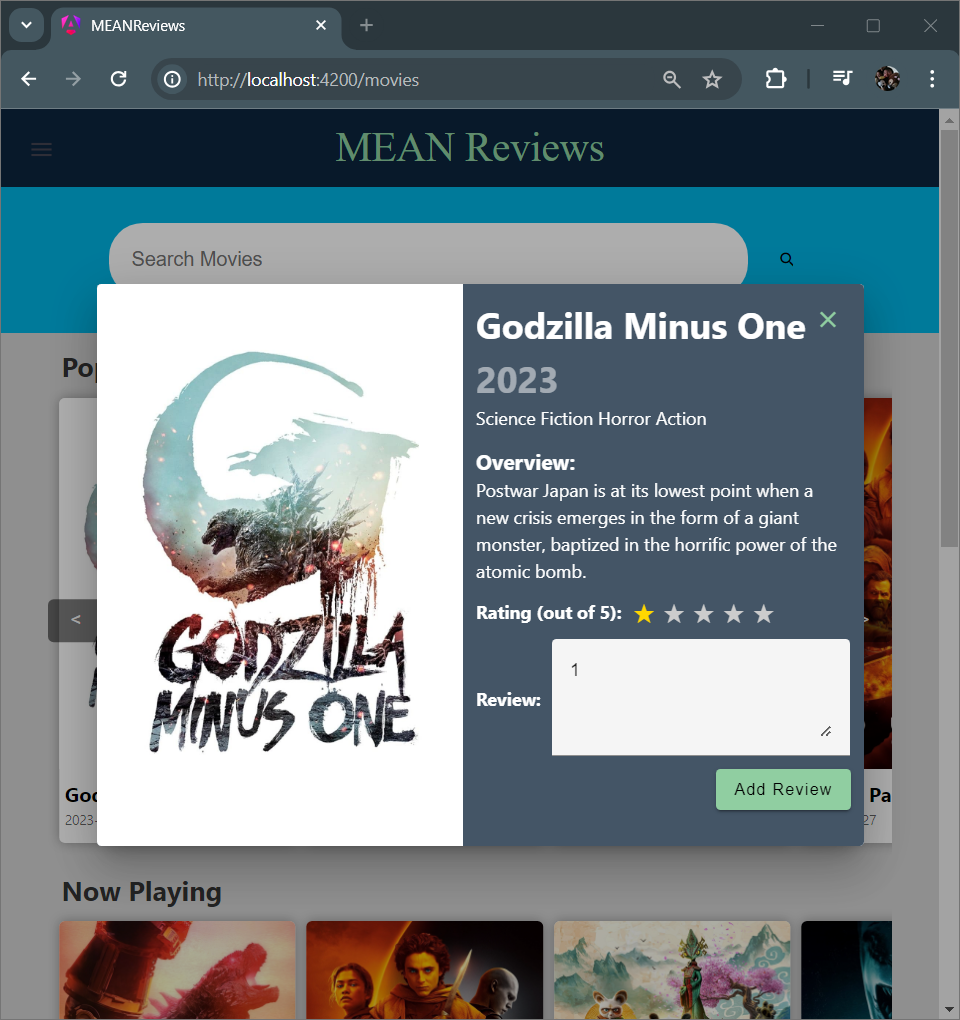 MEANReviews
http://localhost:4200/movies
MEAN Reviews
Search Movies
Godzilla Minus One
2023
Science Fiction Horror Action
Overview:
Postwar Japan is at its lowest point when a
new crisis emerges in the form of a giant
monster, baptized in the horrific power of the
atomic bomb.
Rating (out of 5):
1
Review:
Add Review
GODZILLA
MINUS ONE
Pop
<
>
God
2023-
Pa
27
Now Playing